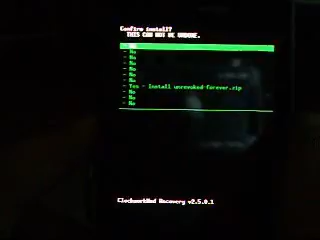 Confirm install?
THIS CAN NOT BE UNDONE.
- No
- No
- No
- No
- No
- No
- No
- Yes - Install unrevoked-forever.zip
- No
- No
- No
ClockworkMod Recovery v2.5.0.1